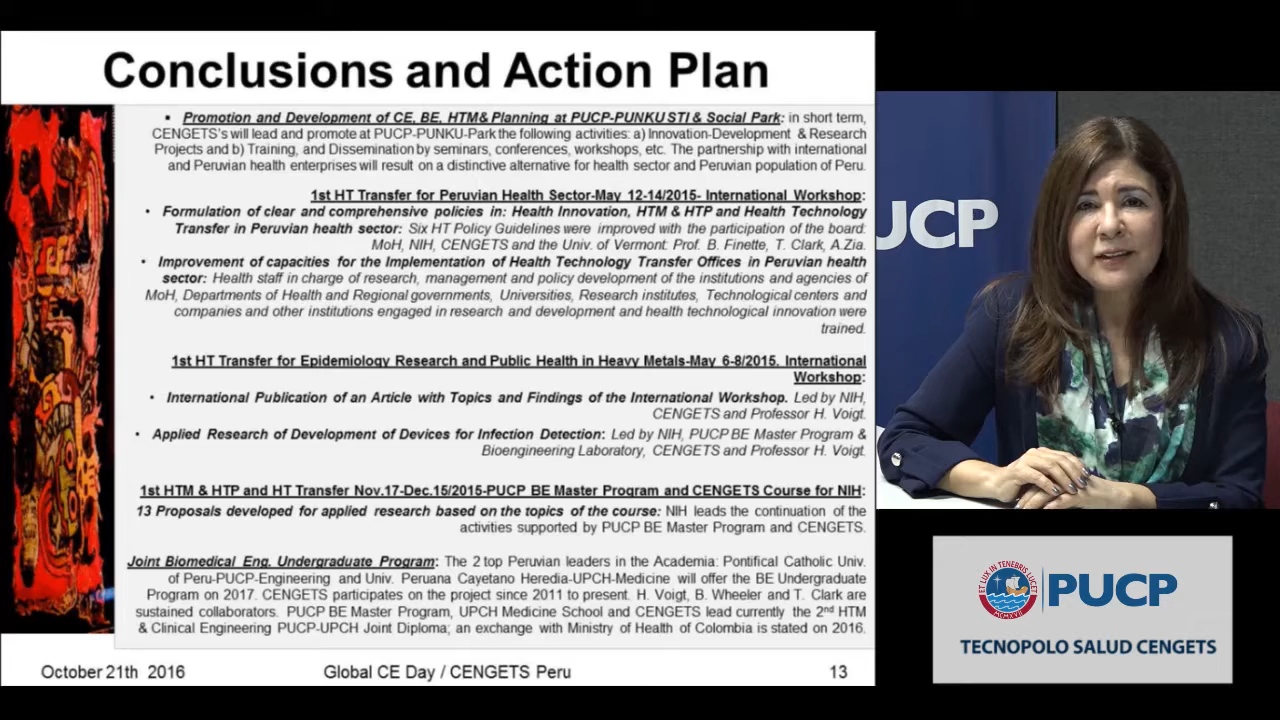 Conclusions and Action Plan
▪ Promotion and Development of CE, BE, HTM& Planning at PUCP-PUNKU STI & Social Park: in short term,
CENGETS's will lead and promote at PUCP-PUNKU-Park the following activities: a) Innovation-Development & Research
Projects and b) Training, and Dissemination by seminars, conferences, workshops, etc. The partnership with international
and Peruvian health enterprises will result on a distinctive alternative for health sector and Peruvian population of Peru.
1st HT Transfer for Peruvian Health Sector-May 12-14/2015- International Workshop:
• Formulation of clear and comprehensive policies in: Health Innovation, HTM & HTP and Health Technology
Transfer in Peruvian health sector: Six HT Policy Guidelines were improved with the participation of the board:
MoH, NIH, CENGETS and the Univ. of Vermont: Prof. B. Finette, T. Clark, A.Zia.
• Improvement of capacities for the Implementation of Health Technology Transfer Offices in Peruvian health
sector: Health staff in charge of research, management and policy development of the institutions and agencies of
MoH, Departments of Health and Regional governments, Universities, Research institutes, Technological centers and
companies and other institutions engaged in research and development and health technological innovation were
trained.
1st HT Transfer for Epidemiology Research and Public Health in Heavy Metals-May 6-8/2015. International
Workshop:
• International Publication of an Article with Topics and Findings of the International Workshop. Led by NIH,
CENGETS and Professor H. Voigt.
• Applied Research of Development of Devices for Infection Detection: Led by NIH, PUCP BE Master Program &
Bioengineering Laboratory, CENGETS and Professor H. Voigt.
1st HTM & HTP and HT Transfer Nov.17-Dec.15/2015-PUCP BE Master Program and CENGETS Course for NIH:
13 Proposals developed for applied research based on the topics of the course: NIH leads the continuation of the
activities supported by PUCP BE Master Program and CENGETS.
Joint Biomedical Eng. Undergraduate Program: The 2 top Peruvian leaders in the Academia: Pontifical Catholic Univ.
of Peru-PUCP-Engineering and Univ. Peruana Cayetano Heredia-UPCH-Medicine will offer the BE Undergraduate
Program on 2017. CENGETS participates on the project since 2011 to present. H. Voigt, B. Wheeler and T. Clark are
sustained collaborators. PUCP BE Master Program, UPCH Medicine School and CENGETS lead currently the 2nd HTM
& Clinical Engineering PUCP-UPCH Joint Diploma; an exchange with Ministry of Health of Colombia is stated on 2016.
October 21th 2016
Global CE Day / CENGETS Peru
13
UCP
ET LUX IN TENEBRIS LUCET
MCMXVII
PUCP
TECNOPOLO SALUD CENGETS